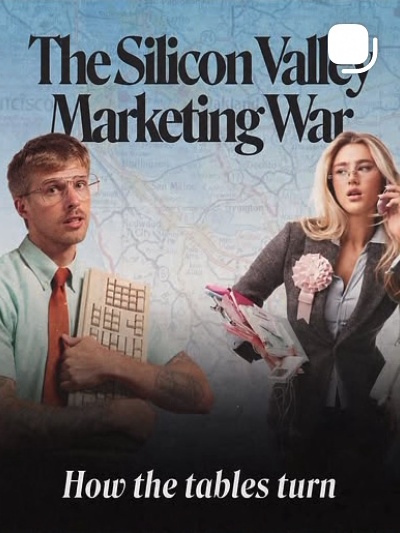 The Silicon Valley
Marketing War
How the tables turn